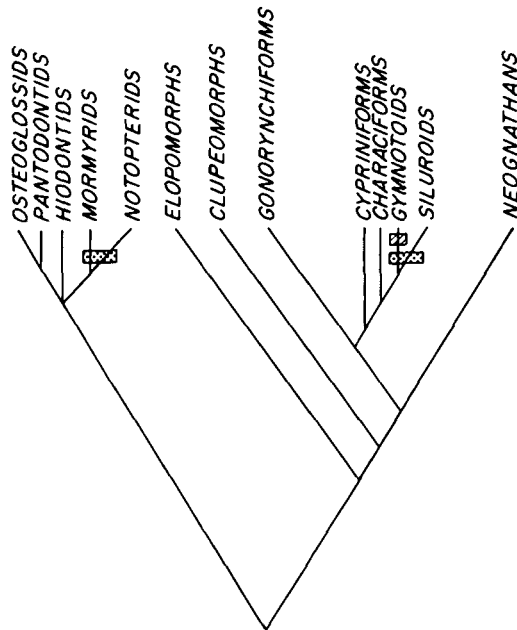 OSTEOGLOSSIDS
PANTODONTIDS
HIODONTIDS
MORMYRIDS
NOTOPTERIDS
ELOPOMORPHS
CLUPEOMORPHS
GONORYNCHIFORMS
CYPRINIFORMS
CHARACIFORMS
GYMNOTOIDS
SILUROIDS
NEOGNATHANS